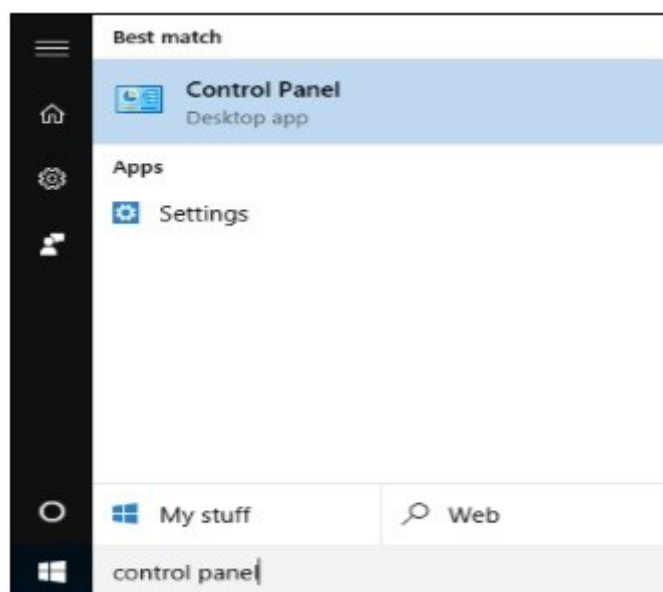 Best match
Control Panel
Desktop app
Apps
Settings
My stuff
Web
control panel